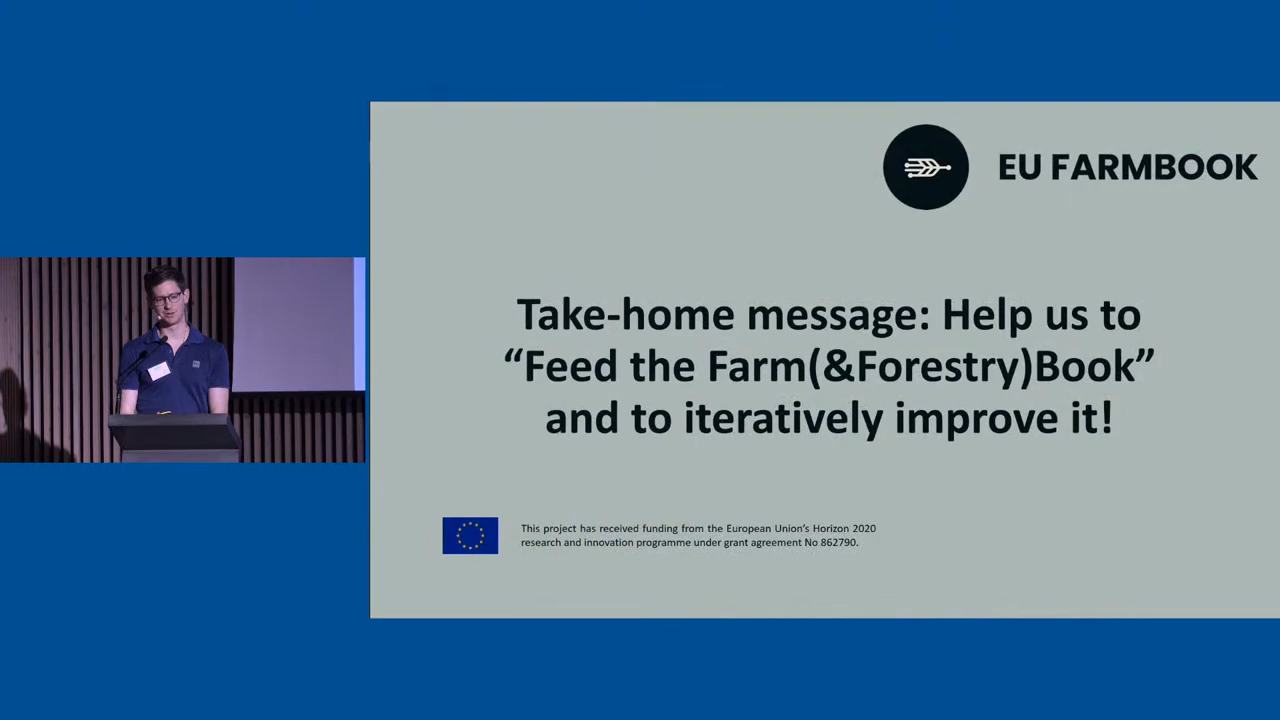 EU FARMBOOK
Take-home message: Help us to
“Feed the Farm(&Forestry)Book”
and to iteratively improve it!
This project has received funding from the European Union’s Horizon 2020
research and innovation programme under grant agreement No 862790.